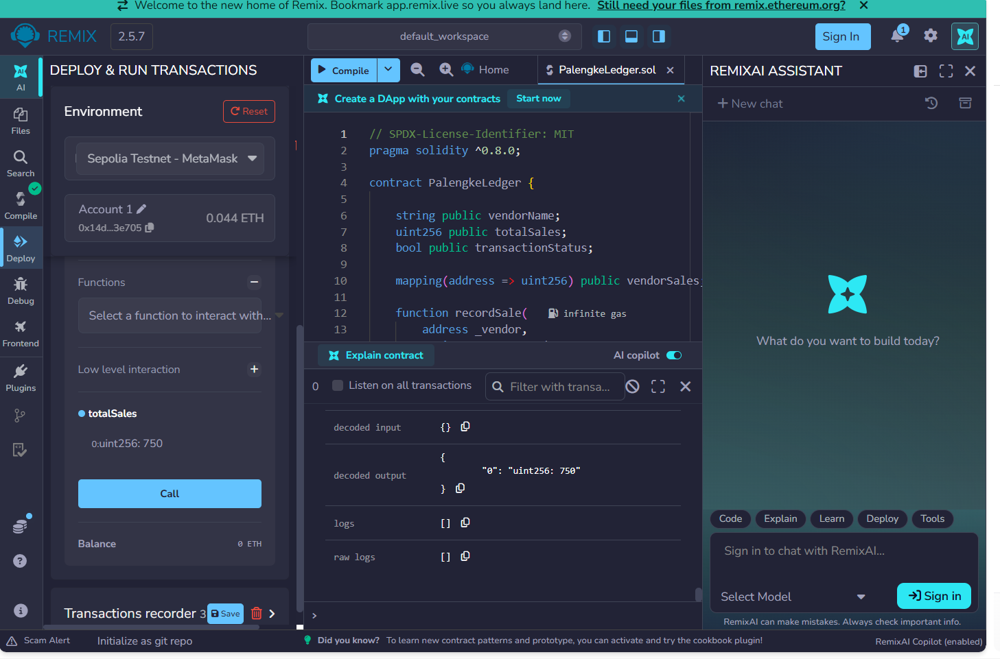 Welcome to the new home of Remix. Bookmark app.remix.live so you always land here. Still need your files from remix.ethereum.org?
REMIX
2.5.7
default_workspace
Sign In
1
AI
AI
AI
Files
Search
Compile
Deploy
Debug
Frontend
Plugins
DEPLOY & RUN TRANSACTIONS
Environment
Reset
Sepolia Testnet - MetaMask
Account 1
0x14d...3e705
0.044 ETH
Functions
Select a function to interact with...
Low level interaction
totalSales
0:uint256: 750
Call
Balance
0 ETH
Transactions recorder 3
Save
Compile
Home
PalengkeLedger.sol
Create a DApp with your contracts
Start now
1 // SPDX-License-Identifier: MIT
2 pragma solidity ^0.8.0;
3
4 contract PalengkeLedger {
5
6 string public vendorName;
7 uint256 public totalSales;
8 bool public transactionStatus;
9
10 mapping(address => uint256) public vendorSales;
11
12 function recordSale( infinite gas
13 address _vendor,
Explain contract
AI copilot
0
Listen on all transactions
Filter with transa...
decoded input {}
decoded output {
"0": "uint256: 750"
}
logs []
raw logs []
>
REMIXAI ASSISTANT
+ New chat
What do you want to build today?
Code
Explain
Learn
Deploy
Tools
Sign in to chat with RemixAI...
Select Model
Sign in
RemixAI can make mistakes. Always check important info.
Scam Alert
Initialize as git repo
Did you know? To learn new contract patterns and prototype, you can activate and try the cookbook plugin!
RemixAI Copilot (enabled)